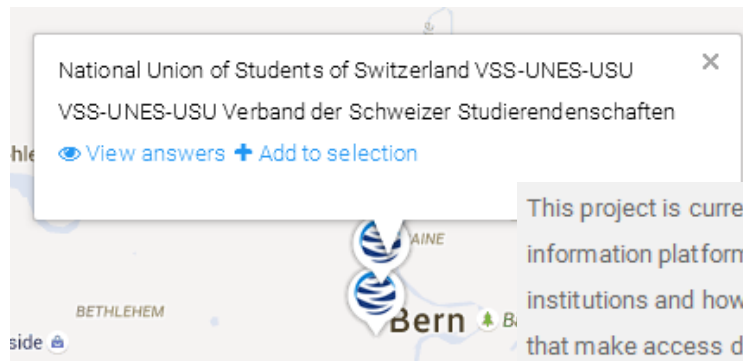 National Union of Students of Switzerland VSS-UNES-USU
VSS-UNES-USU Verband der Schweizer Studierendenschaften
View answers Add to selection
This project is curre
information platform
institutions and how
that make access d
AINE
BETHLEHEM
Bern
side